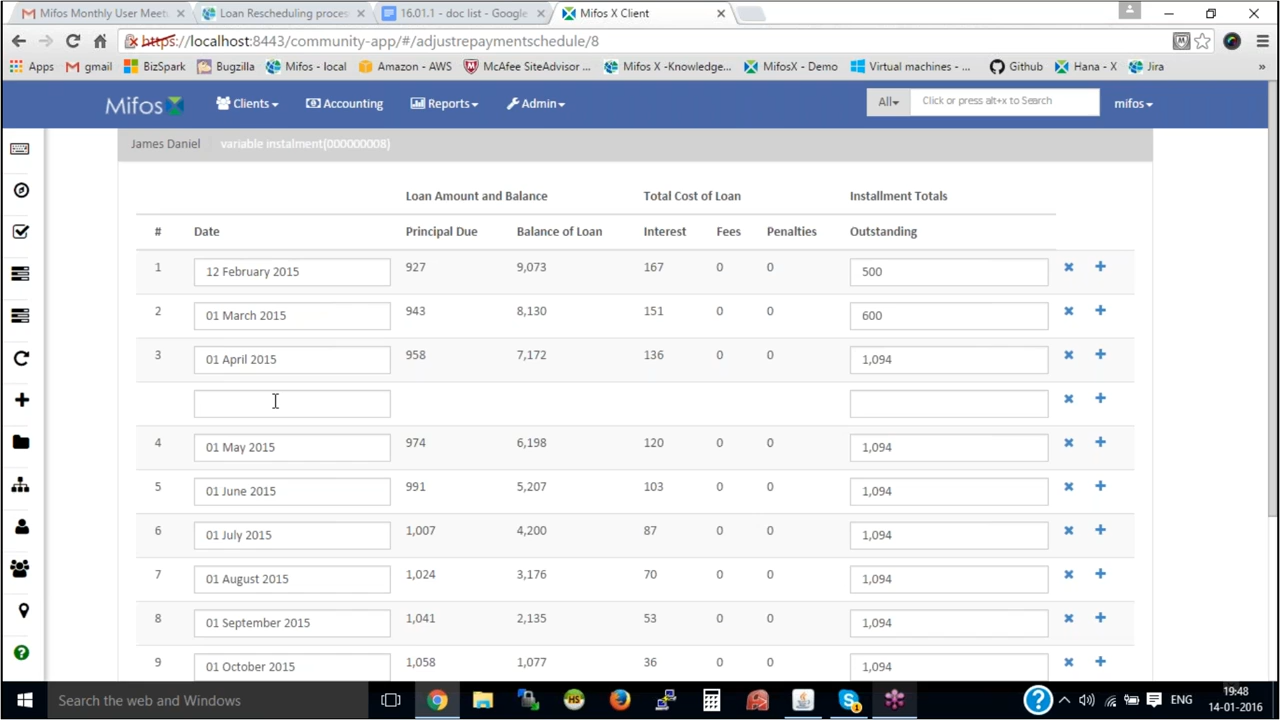 Mifos Monthly User Meetu
Loan Rescheduling proces
16.01.1 - doc list - Google
Mifos X Client
https://localhost:8443/community-app/#/adjustrepaymentschedule/8
Apps gmail BizSpark Bugzilla Mifos - local Amazon - AWS McAfee SiteAdvisor ... Mifos X -Knowledge... MifosX - Demo Virtual machines - ... Github Hana - X Jira »
Mifos Clients Accounting Reports Admin All Click or press alt+x to Search mifos
James Daniel variable instalment(000000008)
Loan Amount and Balance Total Cost of Loan Installment Totals
# Date Principal Due Balance of Loan Interest Fees Penalties Outstanding
1 12 February 2015 927 9,073 167 0 0 500
2 01 March 2015 943 8,130 151 0 0 600
3 01 April 2015 958 7,172 136 0 0 1,094
4 01 May 2015 974 6,198 120 0 0 1,094
5 01 June 2015 991 5,207 103 0 0 1,094
6 01 July 2015 1,007 4,200 87 0 0 1,094
7 01 August 2015 1,024 3,176 70 0 0 1,094
8 01 September 2015 1,041 2,135 53 0 0 1,094
9 01 October 2015 1,058 1,077 36 0 0 1,094
Search the web and Windows
HS
ENG
19:48
14-01-2016